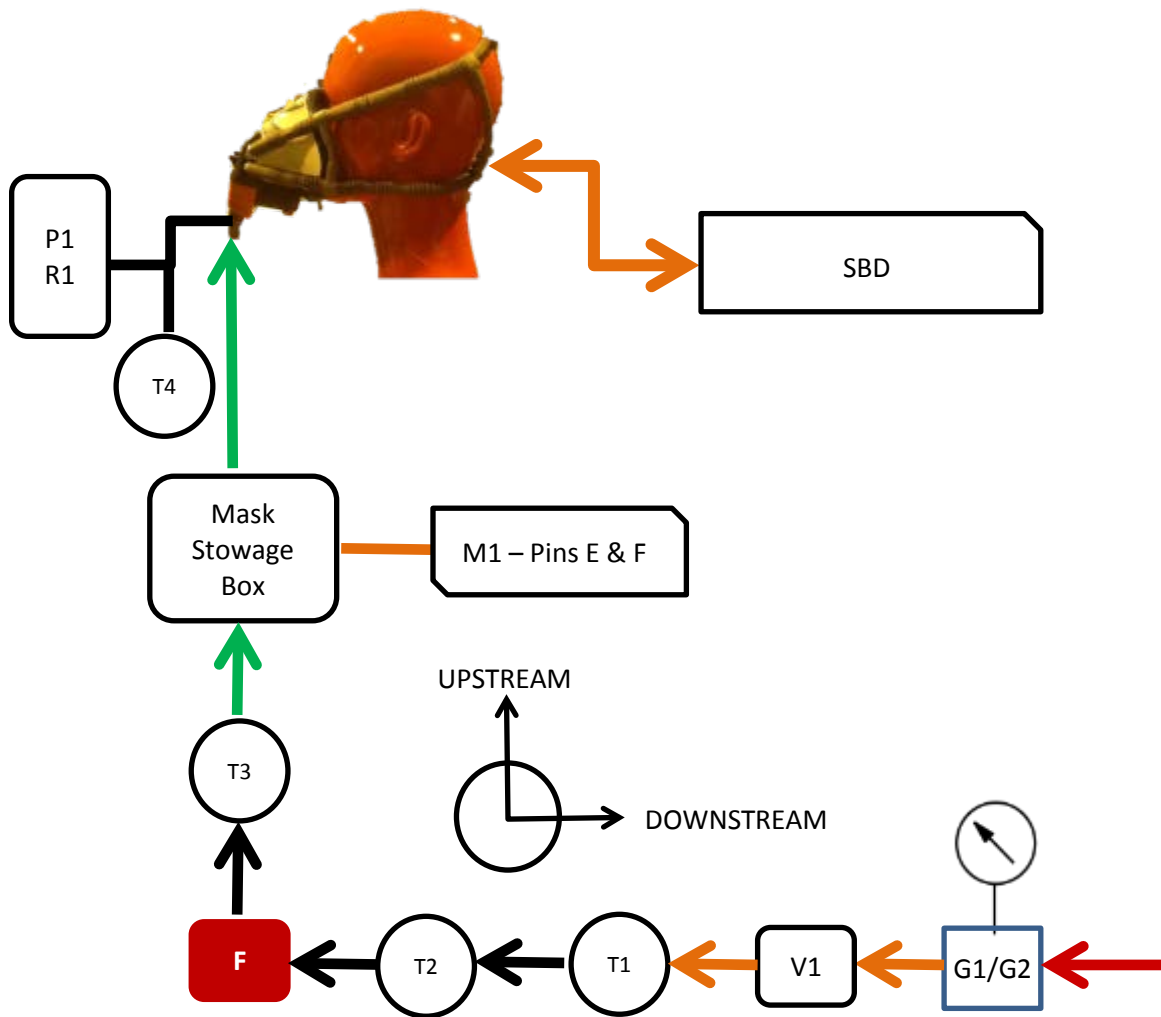 P1
R1
SBD
T4
Mask
Stowage
Box
M1 – Pins E & F
UPSTREAM
T3
DOWNSTREAM
F
T2
T1
V1
G1/G2